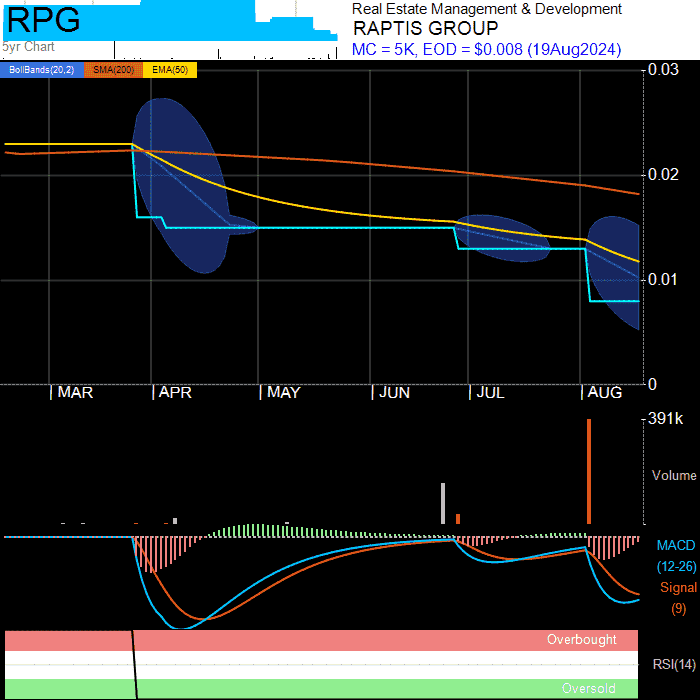 RPG
5yr Chart
Real Estate Management & Development
RAPTIS GROUP
MC = 5K, EOD = $0.008 (19Aug2024)
BollBands(20,2) SMA(200) EMA(50)
0.03
0.02
0.01
0
MAR APR MAY JUN JUL AUG
391k
Volume
MACD
(12-26)
Signal
(9)
Overbought
RSI(14)
Oversold